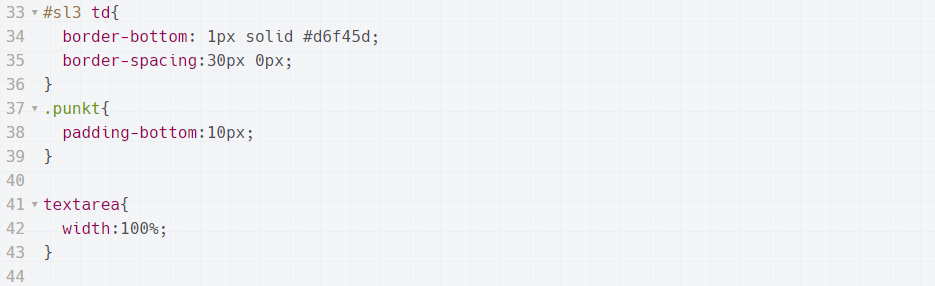 33 ▾ #sl3 td{
34 border-bottom: 1px solid #d6f45d;
35 border-spacing:30px 0px;
36 }
37 ▾ .punkt{
38 padding-bottom:10px;
39 }
40
41 ▾ textarea{
42 width:100%;
43 }
44